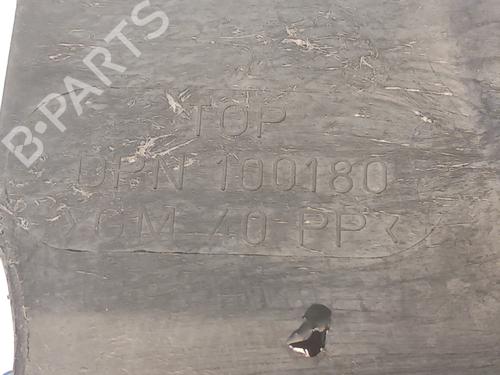 B-PARTS
TOP
DPN 100180
>GM 40 PP<